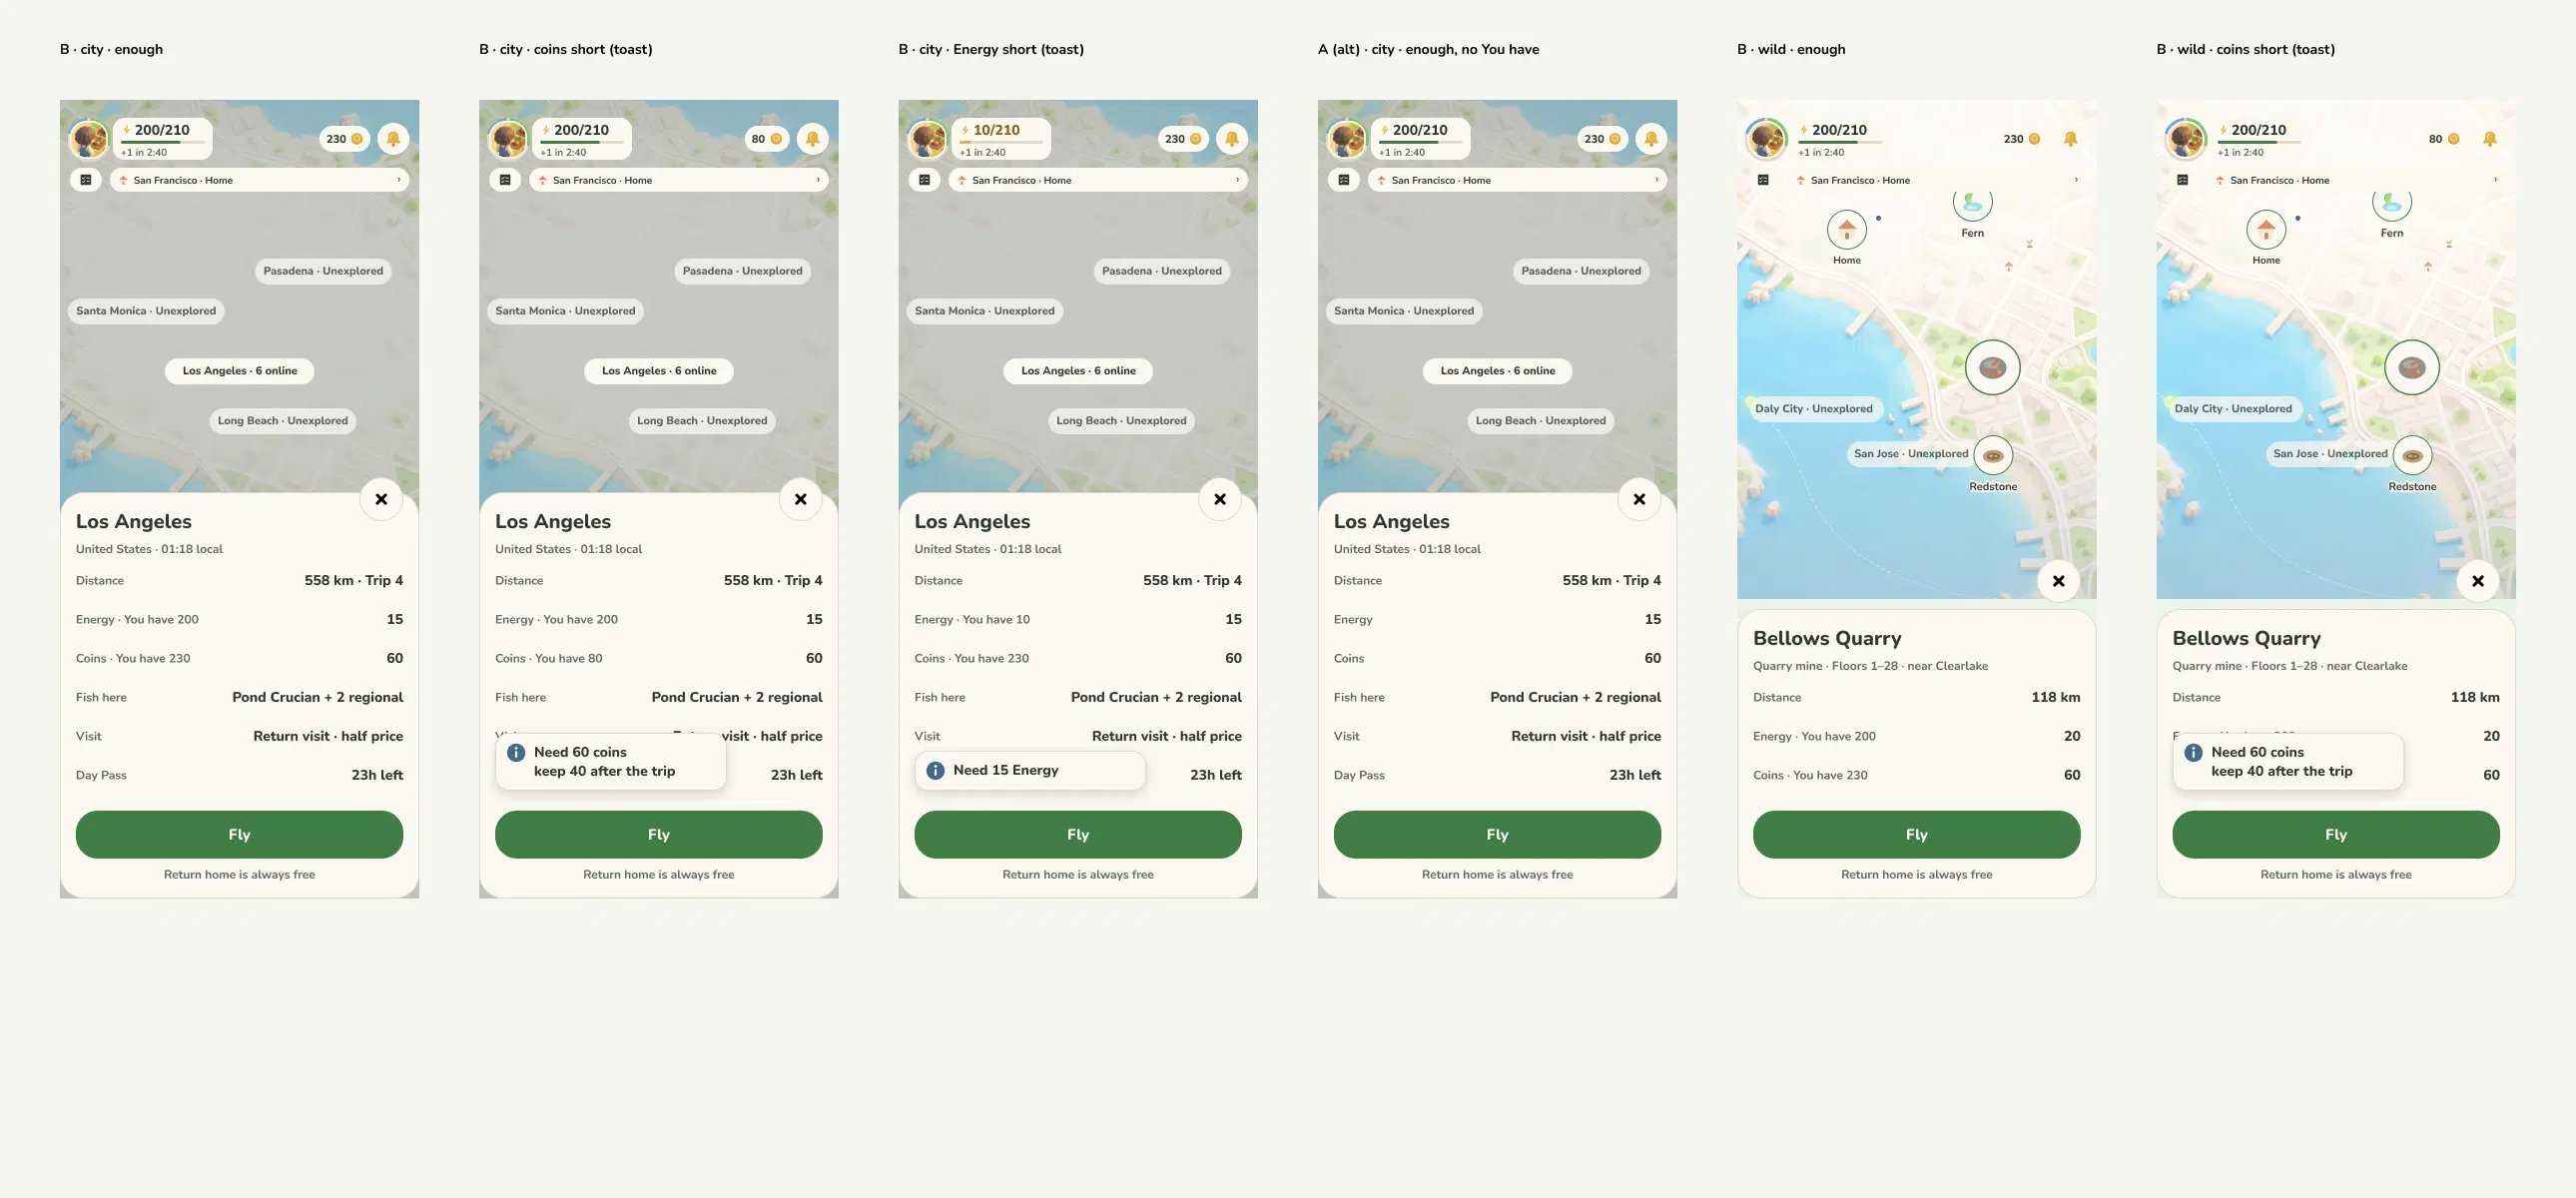 B · city · enough
200/210
+1 in 2:40
230
San Francisco · Home
Pasadena · Unexplored
Santa Monica · Unexplored
Los Angeles · 6 online
Long Beach · Unexplored
Los Angeles
United States · 01:18 local
Distance 558 km · Trip 4
Energy · You have 200 15
Coins · You have 230 60
Fish here Pond Crucian + 2 regional
Visit Return visit · half price
Day Pass 23h left
Fly
Return home is always free
B · city · coins short (toast)
200/210
+1 in 2:40
80
San Francisco · Home
Pasadena · Unexplored
Santa Monica · Unexplored
Los Angeles · 6 online
Long Beach · Unexplored
Los Angeles
United States · 01:18 local
Distance 558 km · Trip 4
Energy · You have 200 15
Coins · You have 80 60
Fish here Pond Crucian + 2 regional
visit · half price
Need 60 coins
keep 40 after the trip
23h left
Fly
Return home is always free
B · city · Energy short (toast)
10/210
+1 in 2:40
230
San Francisco · Home
Pasadena · Unexplored
Santa Monica · Unexplored
Los Angeles · 6 online
Long Beach · Unexplored
Los Angeles
United States · 01:18 local
Distance 558 km · Trip 4
Energy · You have 10 15
Coins · You have 230 60
Fish here Pond Crucian + 2 regional
Visit Return visit · half price
Need 15 Energy
23h left
Fly
Return home is always free
A (alt) · city · enough, no You have
200/210
+1 in 2:40
230
San Francisco · Home
Pasadena · Unexplored
Santa Monica · Unexplored
Los Angeles · 6 online
Long Beach · Unexplored
Los Angeles
United States · 01:18 local
Distance 558 km · Trip 4
Energy 15
Coins 60
Fish here Pond Crucian + 2 regional
Visit Return visit · half price
Day Pass 23h left
Fly
Return home is always free
B · wild · enough
200/210
+1 in 2:40
230
San Francisco · Home
Fern
Home
Daly City · Unexplored
San Jose · Unexplored
Redstone
Bellows Quarry
Quarry mine · Floors 1–28 · near Clearlake
Distance 118 km
Energy · You have 200 20
Coins · You have 230 60
Fly
Return home is always free
B · wild · coins short (toast)
200/210
+1 in 2:40
80
San Francisco · Home
Fern
Home
Daly City · Unexplored
San Jose · Unexplored
Redstone
Bellows Quarry
Quarry mine · Floors 1–28 · near Clearlake
Distance 118 km
20
Need 60 coins
keep 40 after the trip
60
Fly
Return home is always free